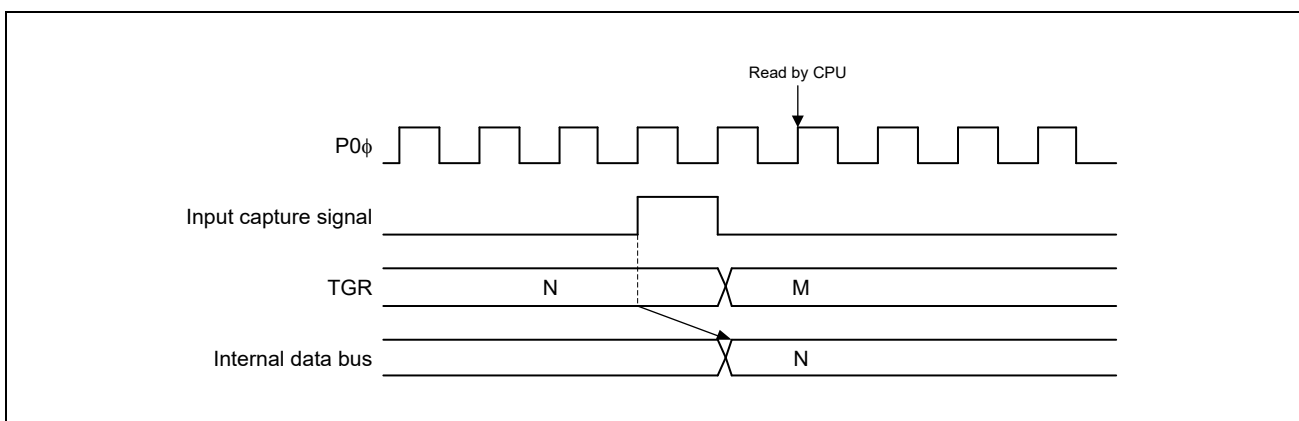 Read by CPU
P0ϕ
Input capture signal
TGR N M
Internal data bus N